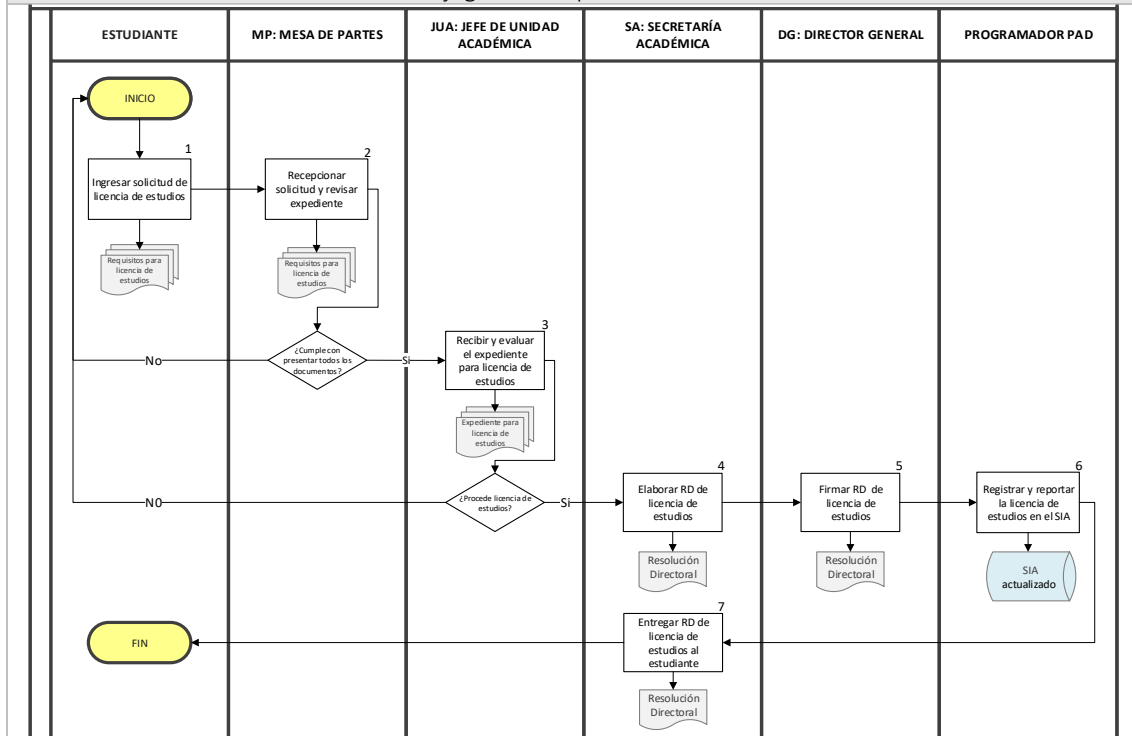 ESTUDIANTE
MP: MESA DE PARTES
JUA: JEFE DE UNIDAD
ACADÉMICA
SA: SECRETARÍA
ACADÉMICA
DG: DIRECTOR GENERAL
PROGRAMADOR PAD
INICIO
1
Ingresar solicitud de
licencia de estudios
Requisitos para
licencia de
estudios
2
Recepcionar
solicitud y revisar
expediente
Requisitos para
licencia de
estudios
¿Cumple con
presentar todos los
documentos?
No
Si
3
Recibir y evaluar
el expediente
para licencia de
estudios
Expediente para
licencia de
estudios
¿Procede licencia de
estudios?
N0
Si
4
Elaborar RD de
licencia de
estudios
Resolución
Directoral
5
Firmar RD de
licencia de
estudios
Resolución
Directoral
6
Registrar y reportar
la licencia de
estudios en el SIA
SIA
actualizado
7
Entregar RD de
licencia de
estudios al
estudiante
Resolución
Directoral
FIN